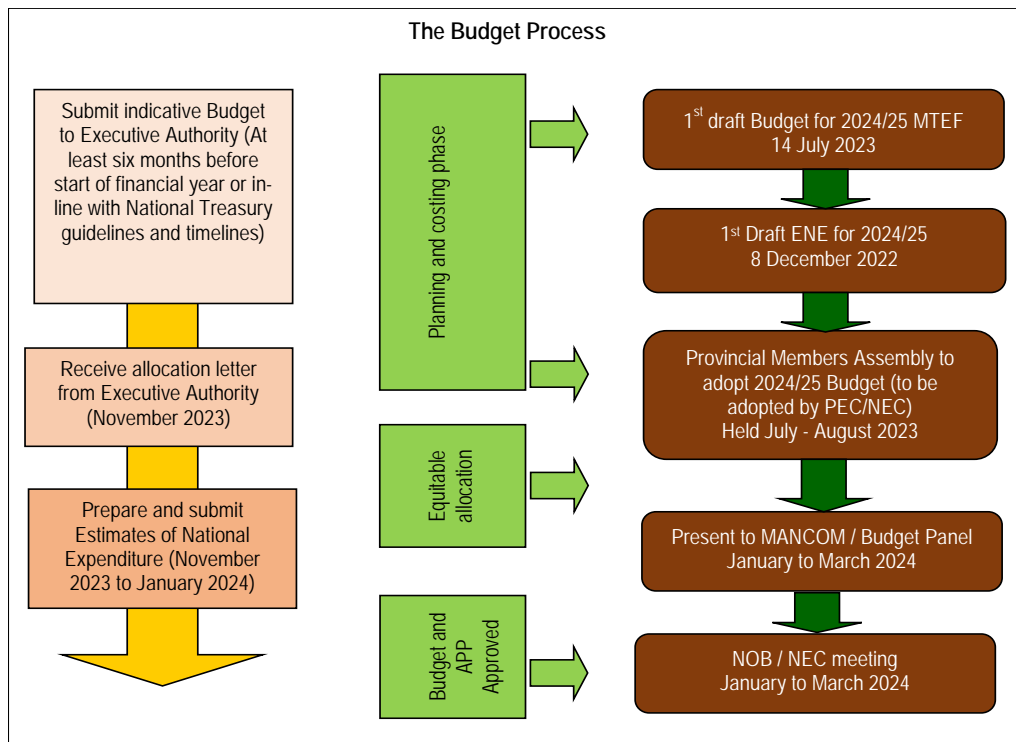 The Budget Process
Submit indicative Budget
to Executive Authority (At
least six months before
start of financial year or in-
line with National Treasury
guidelines and timelines)
Receive allocation letter
from Executive Authority
(November 2023)
Prepare and submit
Estimates of National
Expenditure (November
2023 to January 2024)
Planning and costing phase
Equitable
allocation
Budget and
APP
Approved
1st draft Budget for 2024/25 MTEF
14 July 2023
1st Draft ENE for 2024/25
8 December 2022
Provincial Members Assembly to
adopt 2024/25 Budget (to be
adopted by PEC/NEC)
Held July - August 2023
Present to MANCOM / Budget Panel
January to March 2024
NOB / NEC meeting
January to March 2024